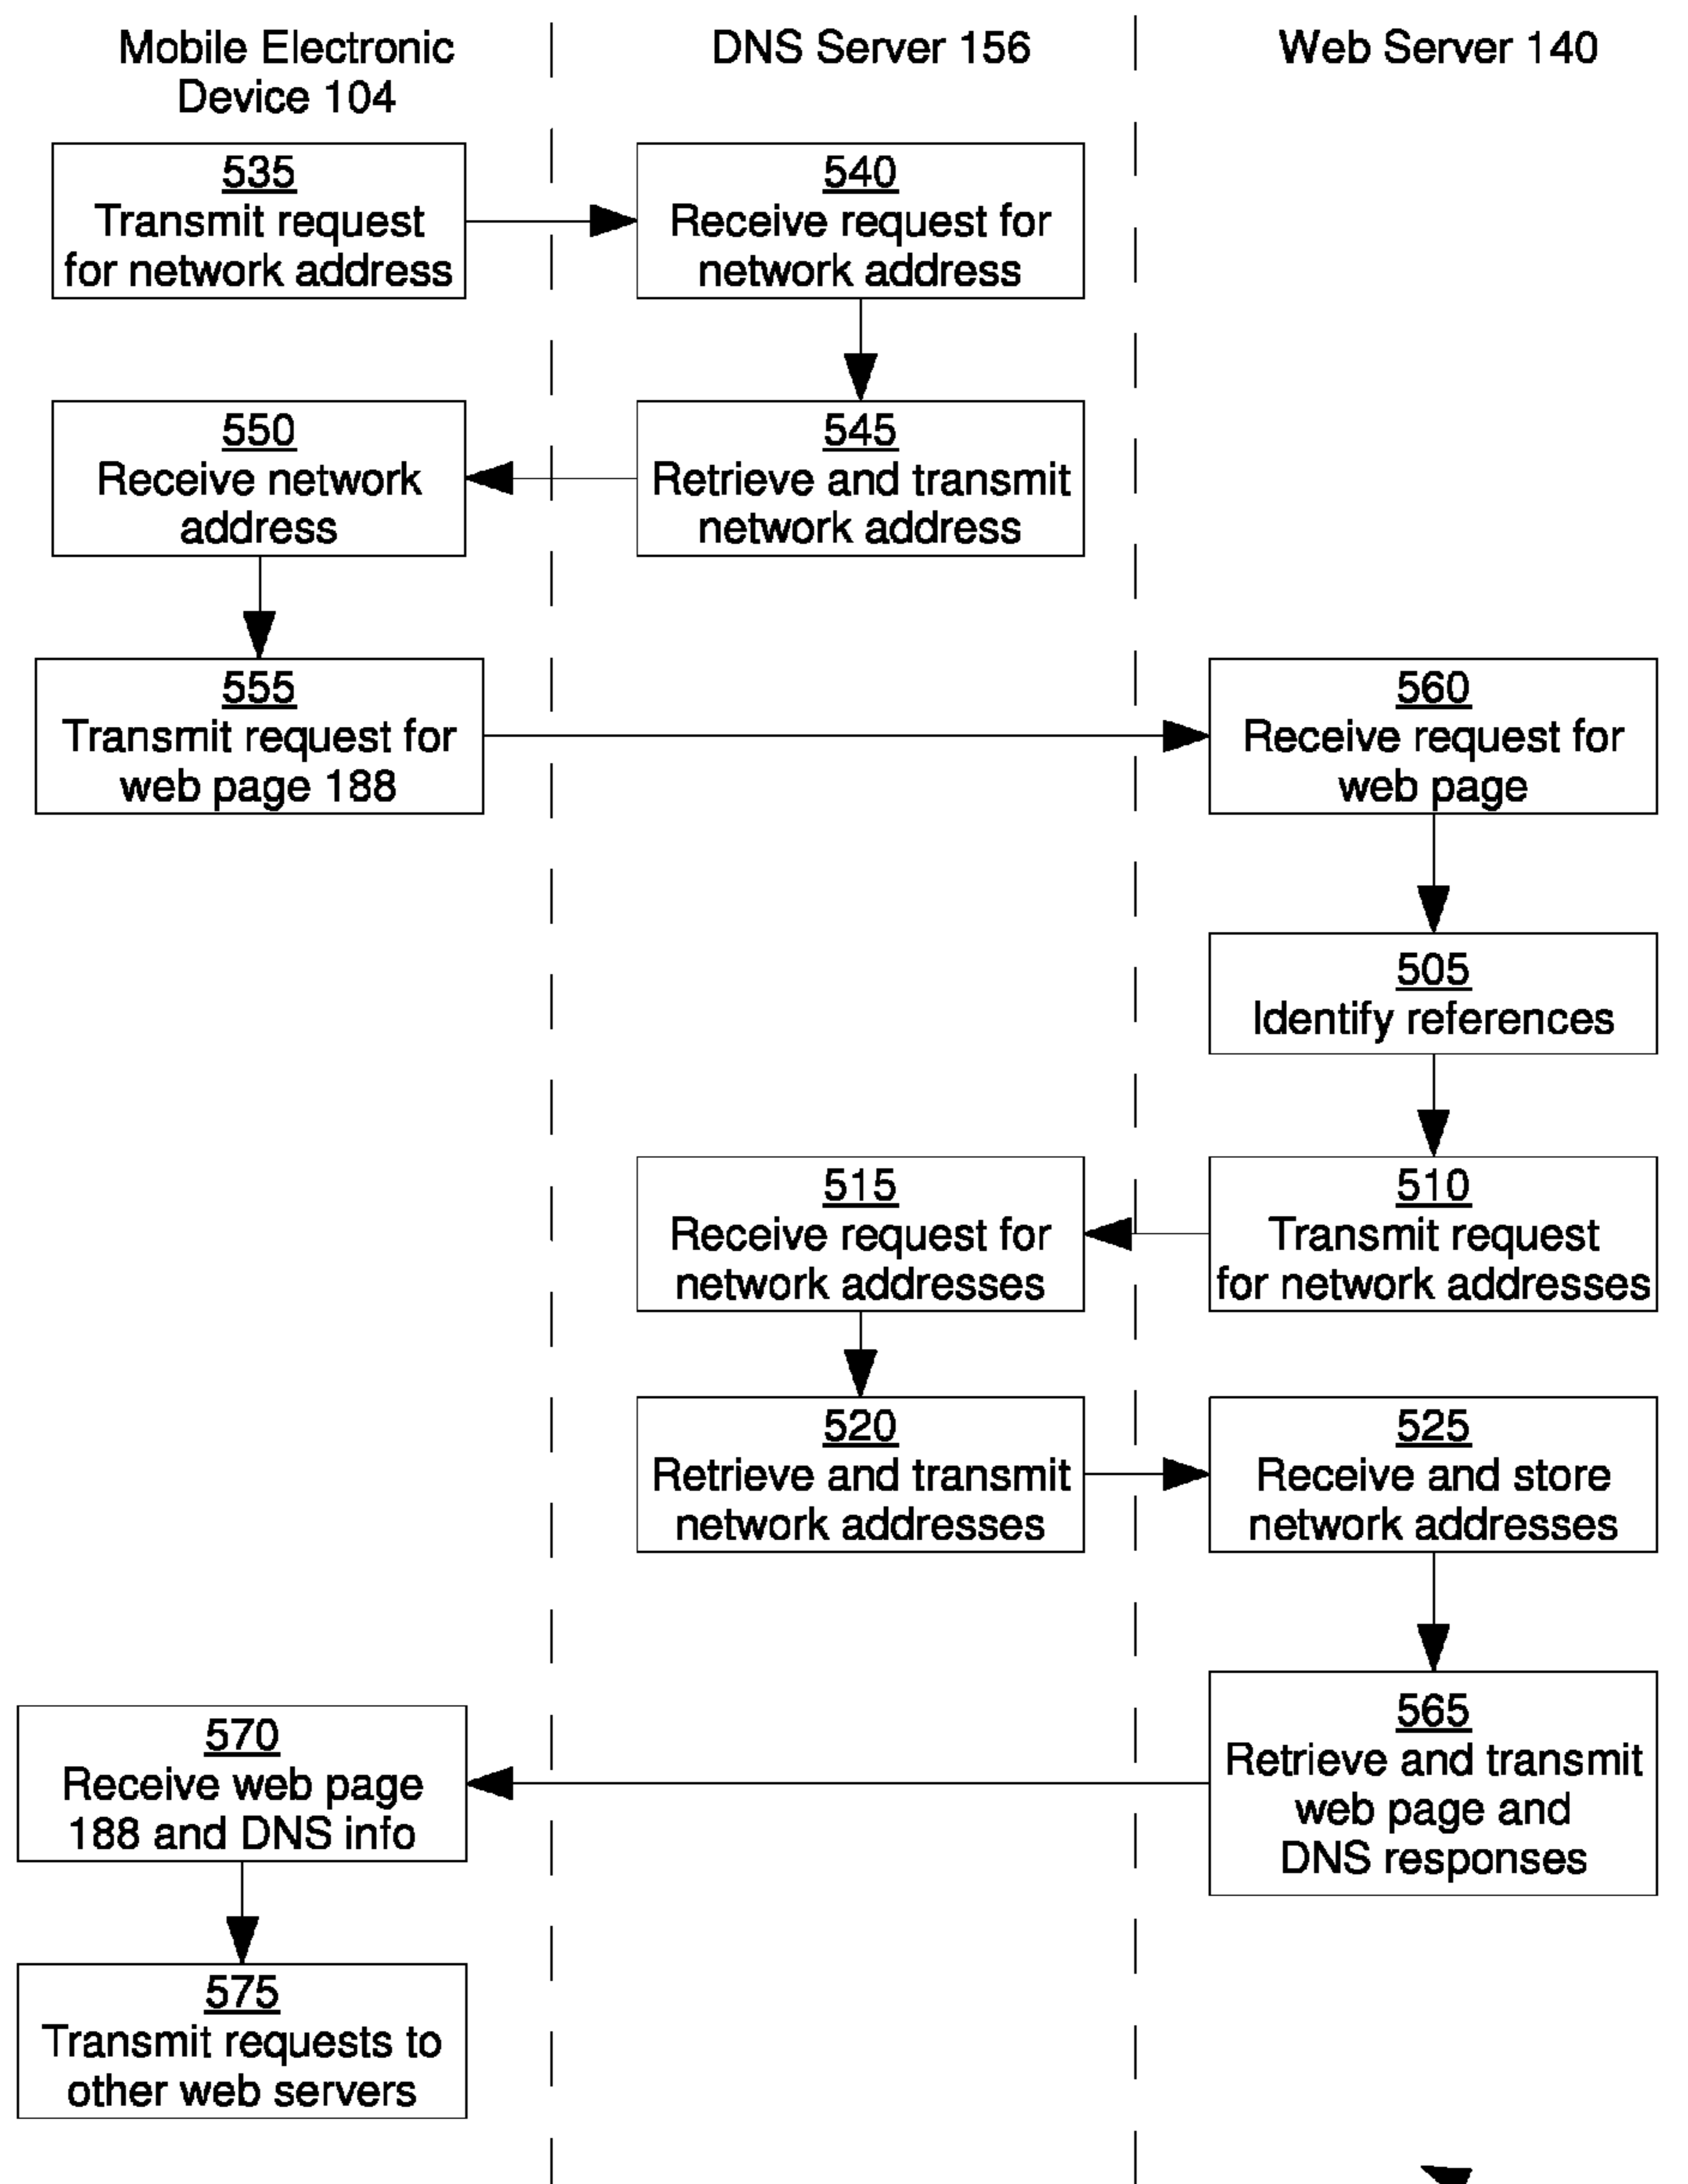 Mobile Electronic
Device 104
DNS Server 156
Web Server 140
535
Transmit request
for network address
540
Receive request for
network address
550
Receive network
address
545
Retrieve and transmit
network address
555
Transmit request for
web page 188
560
Receive request for
web page
505
Identify references
515
Receive request for
network addresses
510
Transmit request
for network addresses
520
Retrieve and transmit
network addresses
525
Receive and store
network addresses
570
Receive web page
188 and DNS info
565
Retrieve and transmit
web page and
DNS responses
575
Transmit requests to
other web servers